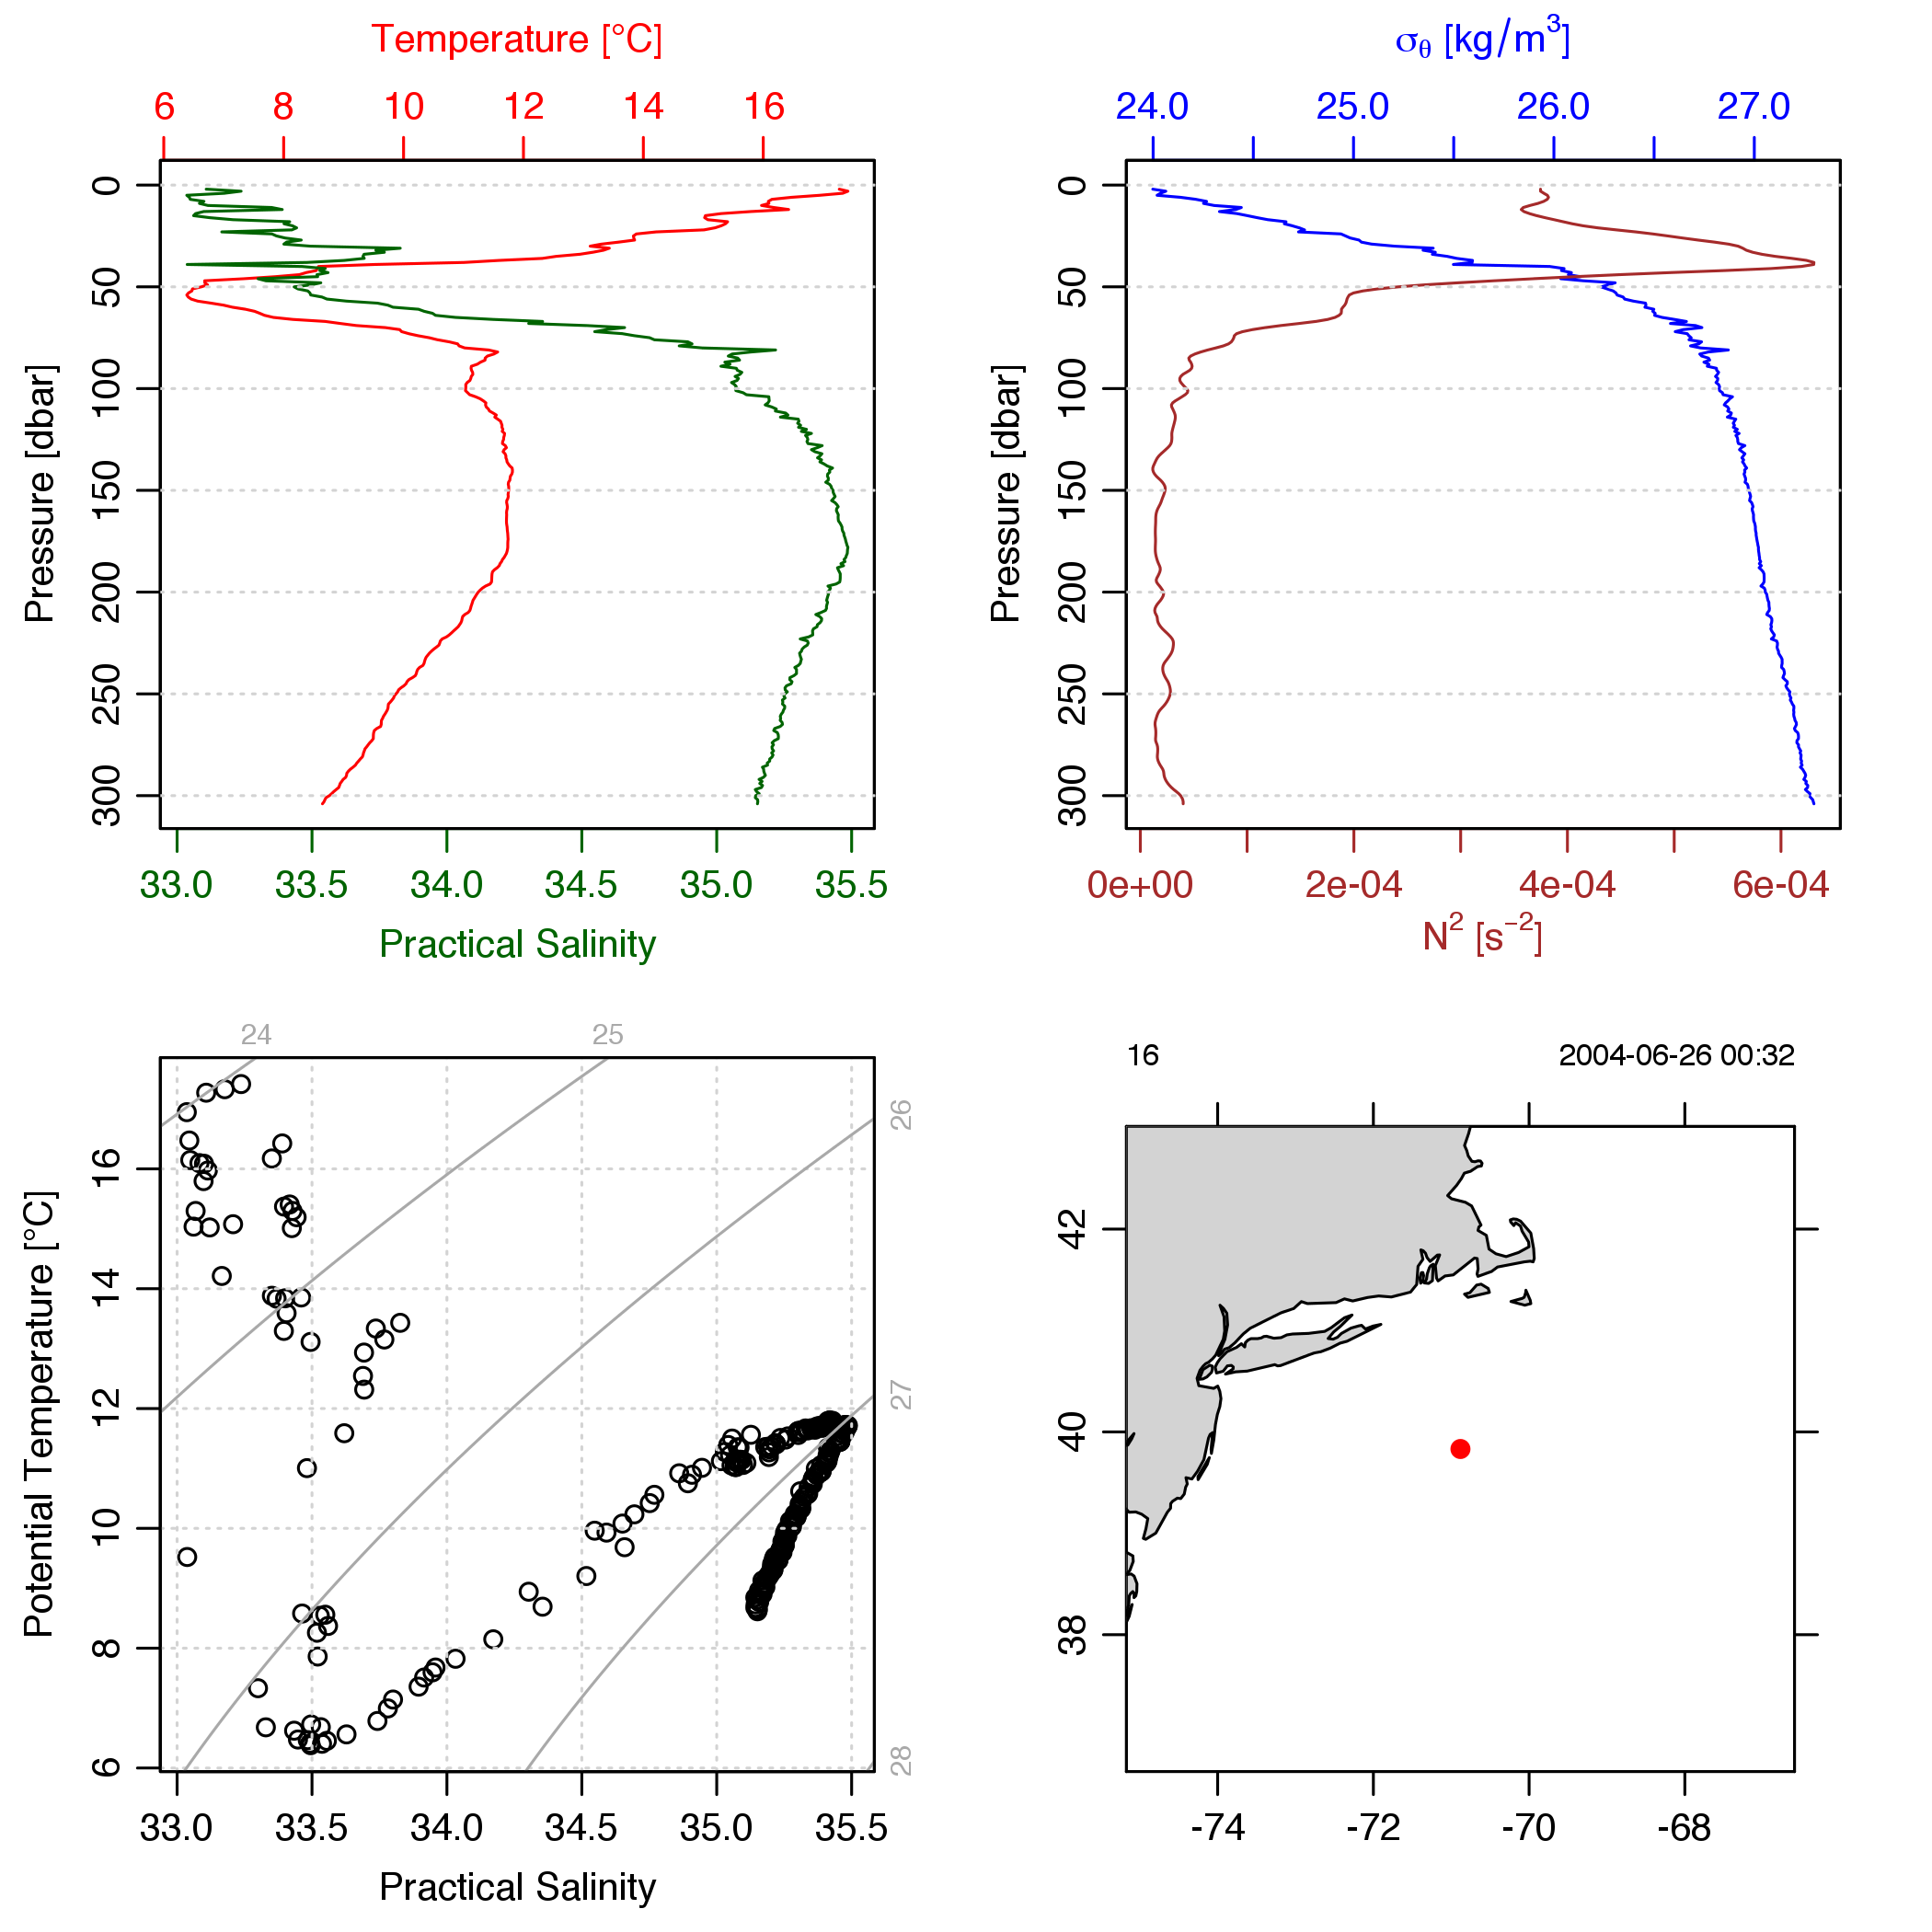 Temperature [°C]
6 8 10 12 14 16
0 50 100 150 200 250 300
Pressure [dbar]
33.0 33.5 34.0 34.5 35.0 35.5
Practical Salinity
σθ [kg/m³]
24.0 25.0 26.0 27.0
0 50 100 150 200 250 300
Pressure [dbar]
0e+00 2e-04 4e-04 6e-04
N² [s⁻²]
24 25
26
27
28
6 8 10 12 14 16
Potential Temperature [°C]
33.0 33.5 34.0 34.5 35.0 35.5
Practical Salinity
16 2004-06-26 00:32
42
40
38
-74 -72 -70 -68